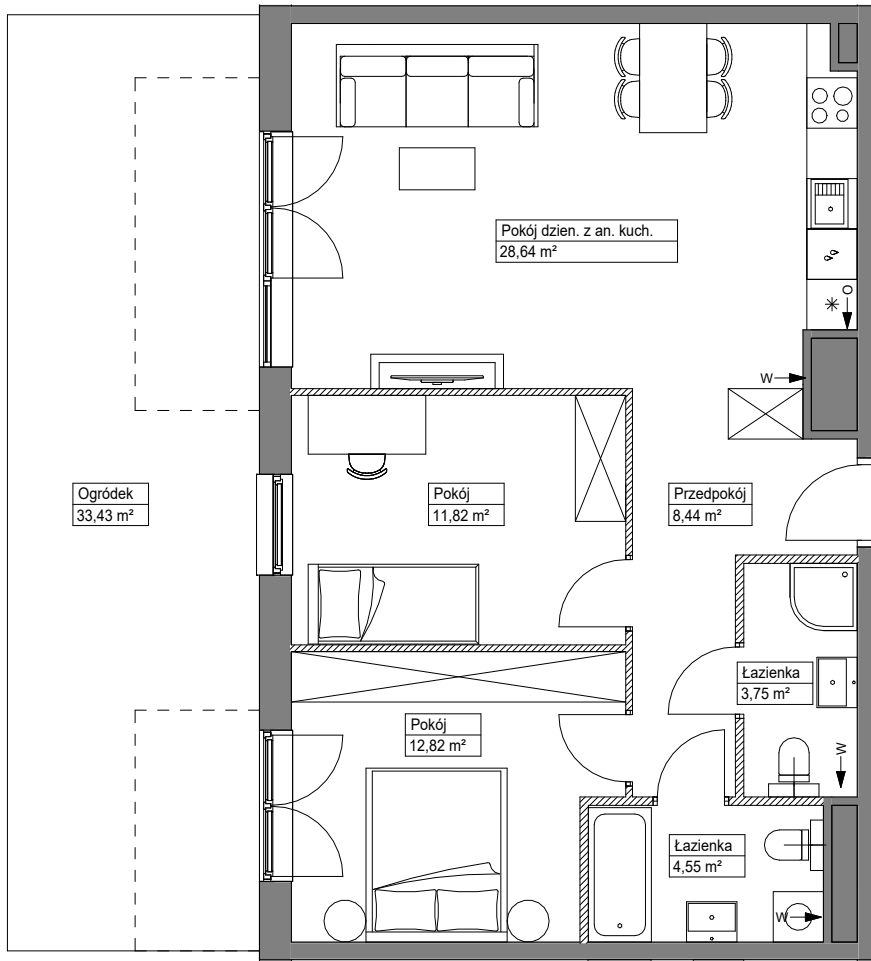 Pokój dzien. z an. kuch.
28,64 m²
O
W
Ogródek
33,43 m²
Pokój
11,82 m²
Przedpokój
8,44 m²
Łazienka
3,75 m²
Pokój
12,82 m²
W
Łazienka
4,55 m²
W